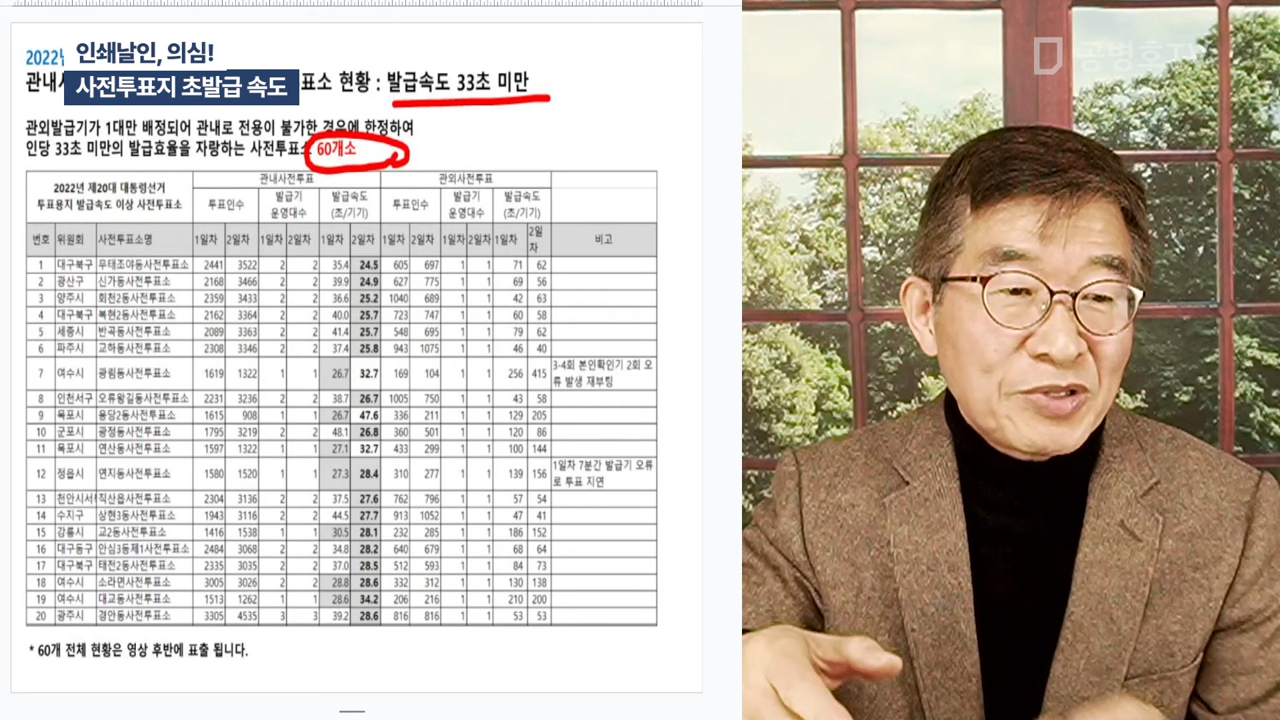 2022년
인쇄날인, 의심!
사전투표지 초발급 속도
관내사
표소 현황 : 발급속도 33초 미만
관외발급기가 1대만 배정되어 관내로 전용이 불가한 경우에 한정하여
인당 33초 미만의 발급효율을 자랑하는 사전투표소 60개소
2022년 제20대 대통령선거 투표용지 발급속도 이상 사전투표소 관내사전투표 관외사전투표
투표인수 발급기 운영대수 발급속도 (초/기기) 투표인수 발급기 운영대수 발급속도 (초/기기)
번호 위원회 사전투표소명 1일차 2일차 1일차 2일차 1일차 2일차 1일차 2일차 1일차 2일차 1일차 2일차 비고
1 대구북구 무태조야동사전투표소 2441 3522 2 2 35.4 24.5 605 697 1 1 71 62
2 광산구 신가동사전투표소 2168 3466 2 2 39.9 24.9 627 775 1 1 69 56
3 양주시 회천2동사전투표소 2359 3433 2 2 36.6 25.2 1040 689 1 1 42 63
4 대구북구 복현2동사전투표소 2162 3364 2 2 40.0 25.7 723 747 1 1 60 58
5 세종시 반곡동사전투표소 2089 3363 2 2 41.4 25.7 548 695 1 1 79 62
6 파주시 교하동사전투표소 2308 3346 2 2 37.4 25.8 943 1075 1 1 46 40
7 여수시 광림동사전투표소 1619 1322 1 1 26.7 32.7 169 104 1 1 256 415 3-4회 본인확인기 2회 오류 발생 재부팅
8 인천서구 오류왕길동사전투표소 2231 3236 2 2 38.7 26.7 1005 750 1 1 43 58
9 목포시 용당2동사전투표소 1615 908 1 1 26.7 47.6 336 211 1 1 129 205
10 군포시 광정동사전투표소 1795 3219 2 2 48.1 26.8 360 501 1 1 120 86
11 목포시 연산동사전투표소 1597 1322 1 1 27.1 32.7 433 299 1 1 100 144
12 정읍시 연지동사전투표소 1580 1520 1 1 27.3 28.4 310 277 1 1 139 156 1일차 7분간 발급기 오류로 투표 지연
13 천안시서북 직산읍사전투표소 2304 3136 2 2 37.5 27.6 762 796 1 1 57 54
14 수지구 상현3동사전투표소 1943 3116 2 2 44.5 27.7 913 1052 1 1 47 41
15 강릉시 교2동사전투표소 1416 1538 1 1 30.5 28.1 232 285 1 1 186 152
16 대구동구 안심3동제1사전투표소 2484 3068 2 2 34.8 28.2 640 679 1 1 68 64
17 대구북구 태전2동사전투표소 2335 3035 2 2 37.0 28.5 512 593 1 1 84 73
18 여수시 소라면사전투표소 3005 3026 2 2 28.8 28.6 332 312 1 1 130 138
19 여수시 대교동사전투표소 1513 1262 1 1 28.6 34.2 206 216 1 1 210 200
20 광주시 경안동사전투표소 3305 4535 3 3 39.2 28.6 816 816 1 1 53 53
* 60개 전체 현황은 영상 후반에 표출 됩니다.
공병호TV